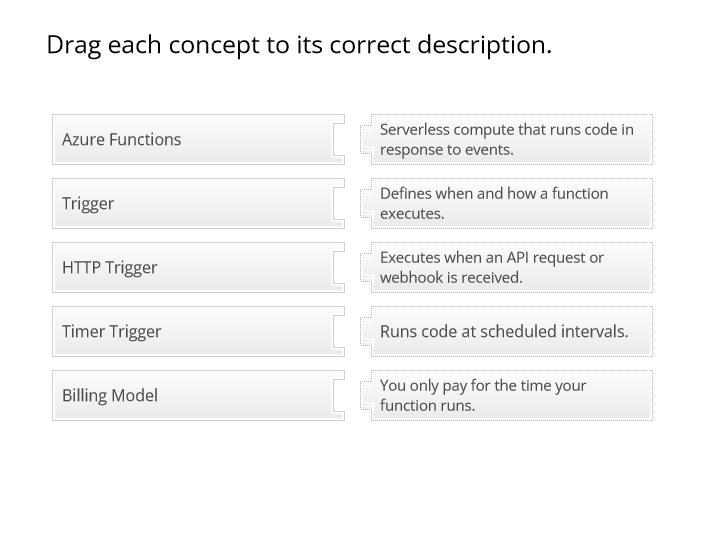 Drag each concept to its correct description.
Azure Functions
Serverless compute that runs code in
response to events.
Trigger
Defines when and how a function
executes.
HTTP Trigger
Executes when an API request or
webhook is received.
Timer Trigger
Runs code at scheduled intervals.
Billing Model
You only pay for the time your
function runs.